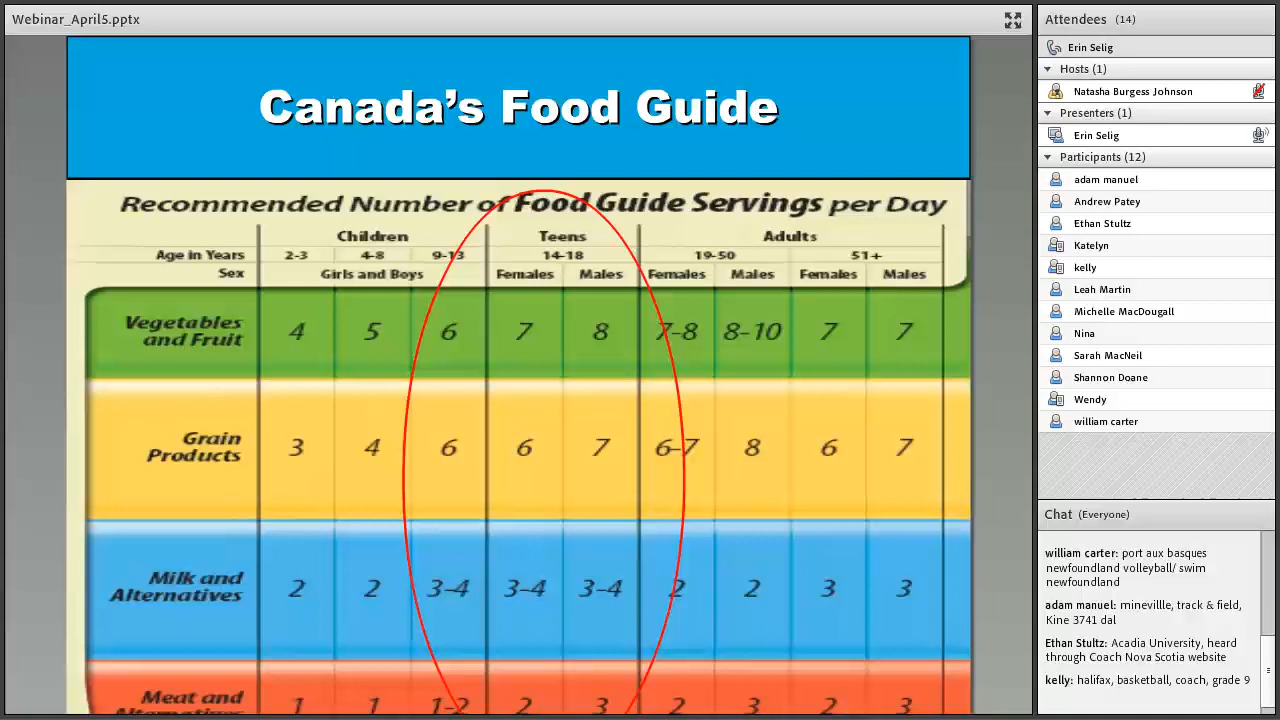 Webinar_April5.pptx
Canada's Food Guide
Recommended Number of Food Guide Servings per Day
Children Teens Adults
Age in Years 2-3 4-8 9-13 14-18 19-50 51+
Sex Girls and Boys Females Males Females Males Females Males
Vegetables
and Fruit
4 5 6 7 8 7-8 8-10 7 7
Grain
Products
3 4 6 6 7 6-7 8 6 7
Milk and
Alternatives
2 2 3-4 3-4 3-4 2 2 3 3
Meat and
Alternatives
1 1 1-2 2 3 2 3 2 3
Attendees (14)
Erin Selig
Hosts (1)
Natasha Burgess Johnson
Presenters (1)
Erin Selig
Participants (12)
adam manuel
Andrew Patey
Ethan Stultz
Katelyn
kelly
Leah Martin
Michelle MacDougall
Nina
Sarah MacNeil
Shannon Doane
Wendy
william carter
Chat (Everyone)
william carter: port aux basques
newfoundland volleyball/ swim
newfoundland
adam manuel: minevillle, track & field,
Kine 3741 dal
Ethan Stultz: Acadia University, heard
through Coach Nova Scotia website
kelly: halifax, basketball, coach, grade 9